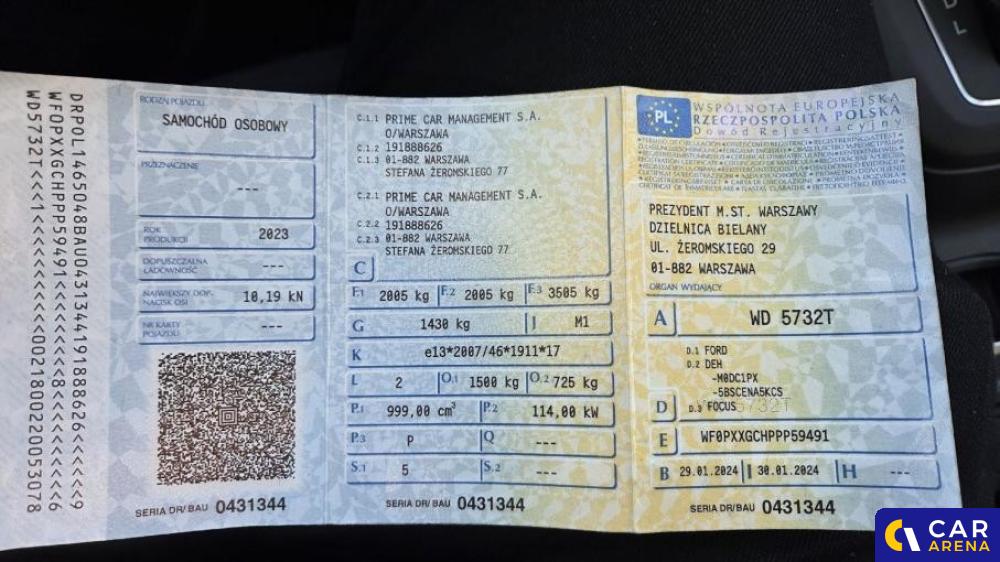 DRPOL1465048BAU04313441918886​26<<<<<9
WF0PXXGCHPPP59491<<<<<<8<<<<<<<<6
WD5732T<<<1<<<<<<<<<<002180022005​3078
RODZAJ POJAZDU
SAMOCHÓD OSOBOWY
PRZEZNACZENIE
---
ROK PRODUKCJI
2023
DOPUSZCZALNA ŁADOWNOŚĆ
---
NAJWIĘKSZY DOP. NACISK OSI
10,19 kN
NR KARTY POJAZDU
---
SERIA DR/BAU 0431344
C.1.1 PRIME CAR MANAGEMENT S.A.
O/WARSZAWA
C.1.2 191888626
C.1.3 01-882 WARSZAWA
STEFANA ŻEROMSKIEGO 77
C.2.1 PRIME CAR MANAGEMENT S.A.
O/WARSZAWA
C.2.2 191888626
C.2.3 01-882 WARSZAWA
STEFANA ŻEROMSKIEGO 77
C
F.1 2005 kg F.2 2005 kg F.3 3505 kg
G 1430 kg J M1
K e13*2007/46*1911*17
L 2 O.1 1500 kg O.2 725 kg
P.1 999,00 cm³ P.2 114,00 kW
P.3 P Q ---
S.1 5 S.2 ---
SERIA DR/BAU 0431344
PL
WSPÓLNOTA EUROPEJSKA
RZECZPOSPOLITA POLSKA
Dowód Rejestracyjny
PREZYDENT M.ST. WARSZAWY
DZIELNICA BIELANY
UL. ŻEROMSKIEGO 29
01-882 WARSZAWA
ORGAN WYDAJĄCY
A WD 5732T
D.1 FORD
D.2 DEH
-M0DC1PX
-5BSCENA5KCS
D D.3 FOCUS
E WF0PXXGCHPPP59491
B 29.01.2024 I 30.01.2024 H ---
SERIA DR/BAU 0431344
D
L
CAR
ARENA